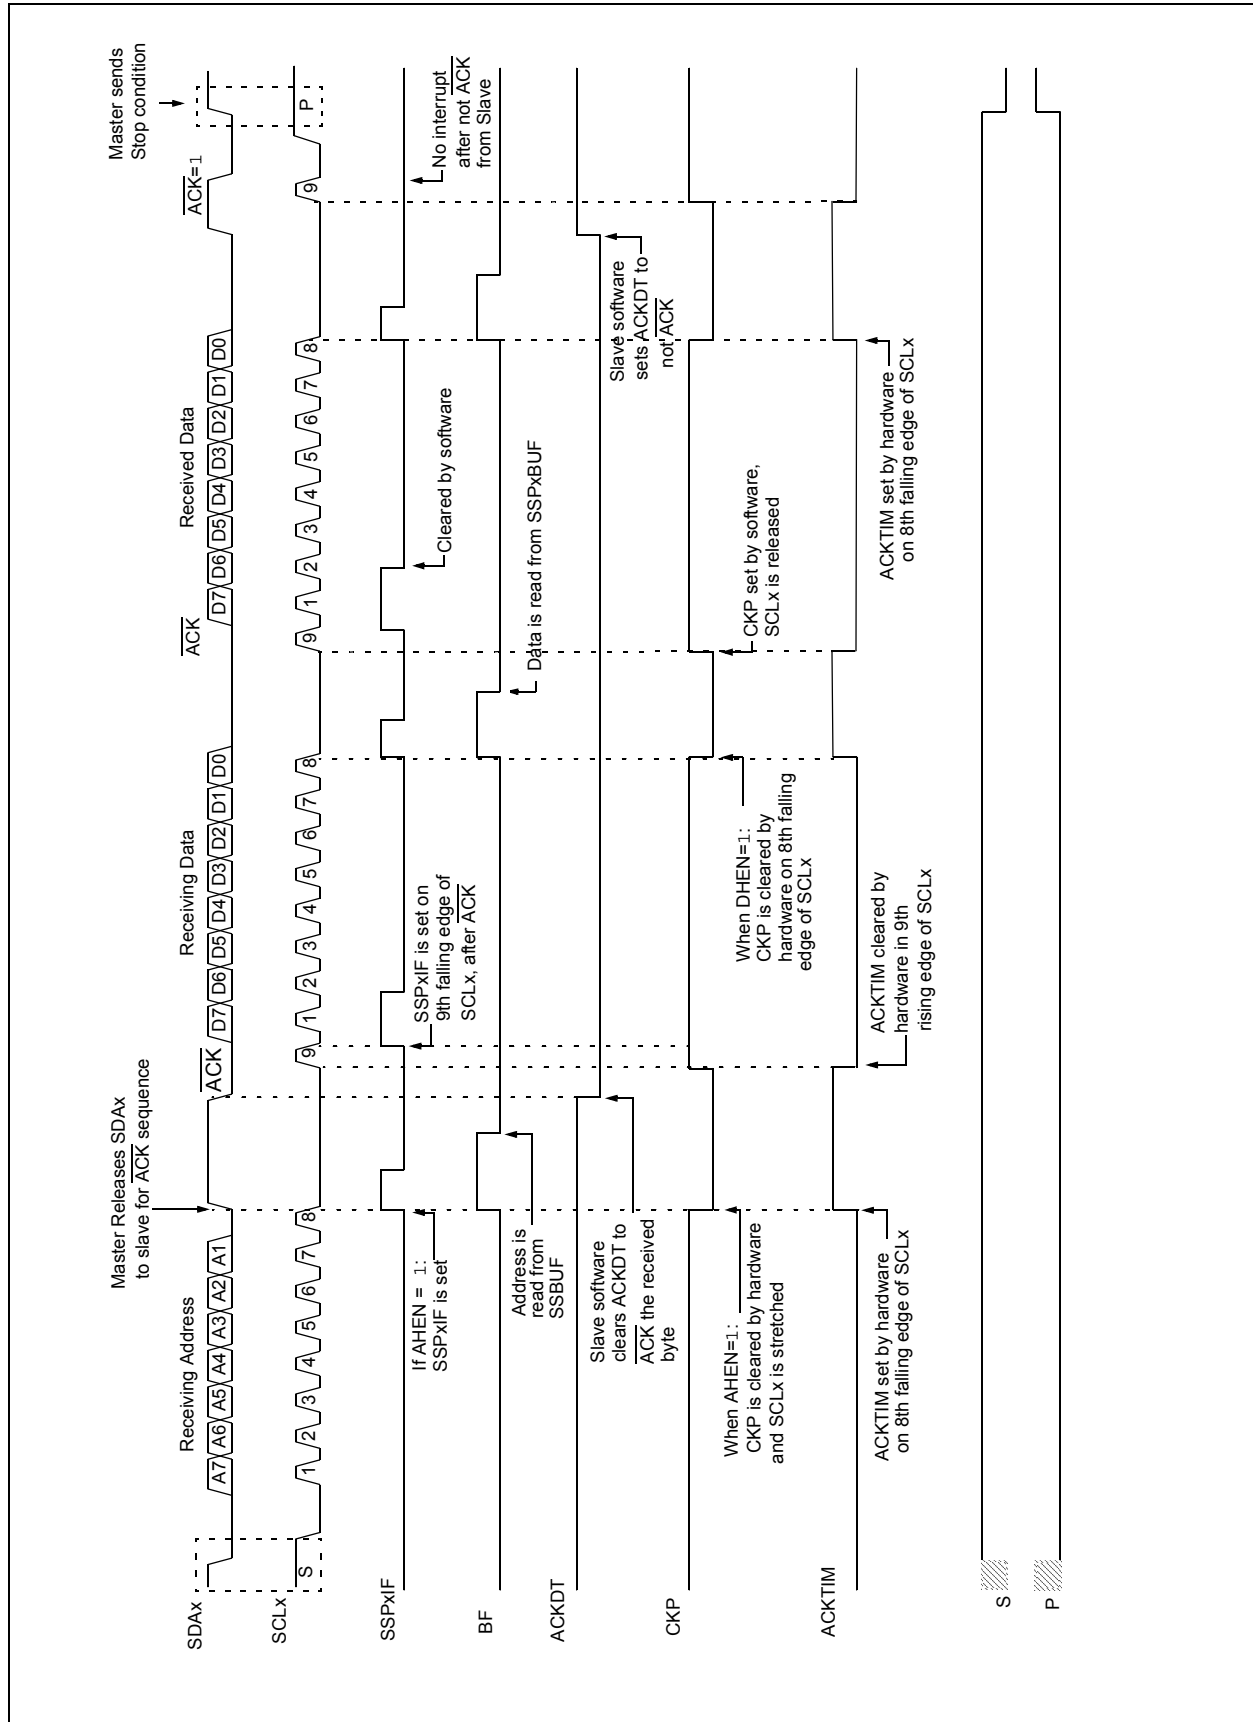 Master Releases SDAx
to slave for ACK sequence
Master sends
Stop condition
Receiving Address
Receiving Data
Received Data
ACK
ACK
ACK=1
SDAx
A7 A6 A5 A4 A3 A2 A1
D7 D6 D5 D4 D3 D2 D1 D0
D7 D6 D5 D4 D3 D2 D1 D0
SCLx
S
1 2 3 4 5 6 7 8 9
1 2 3 4 5 6 7 8 9
1 2 3 4 5 6 7 8 9
P
SSPxIF
If AHEN = 1:
SSPxIF is set
SSPxIF is set on
9th falling edge of
SCLx, after ACK
Cleared by software
No interrupt
after not ACK
from Slave
BF
Address is
read from
SSBUF
Data is read from SSPxBUF
ACKDT
Slave software
clears ACKDT to
ACK the received
byte
Slave software
sets ACKDT to
not ACK
CKP
When AHEN=1:
CKP is cleared by hardware
and SCLx is stretched
When DHEN=1:
CKP is cleared by
hardware on 8th falling
edge of SCLx
CKP set by software,
SCLx is released
ACKTIM
ACKTIM set by hardware
on 8th falling edge of SCLx
ACKTIM cleared by
hardware in 9th
rising edge of SCLx
ACKTIM set by hardware
on 8th falling edge of SCLx
S
P